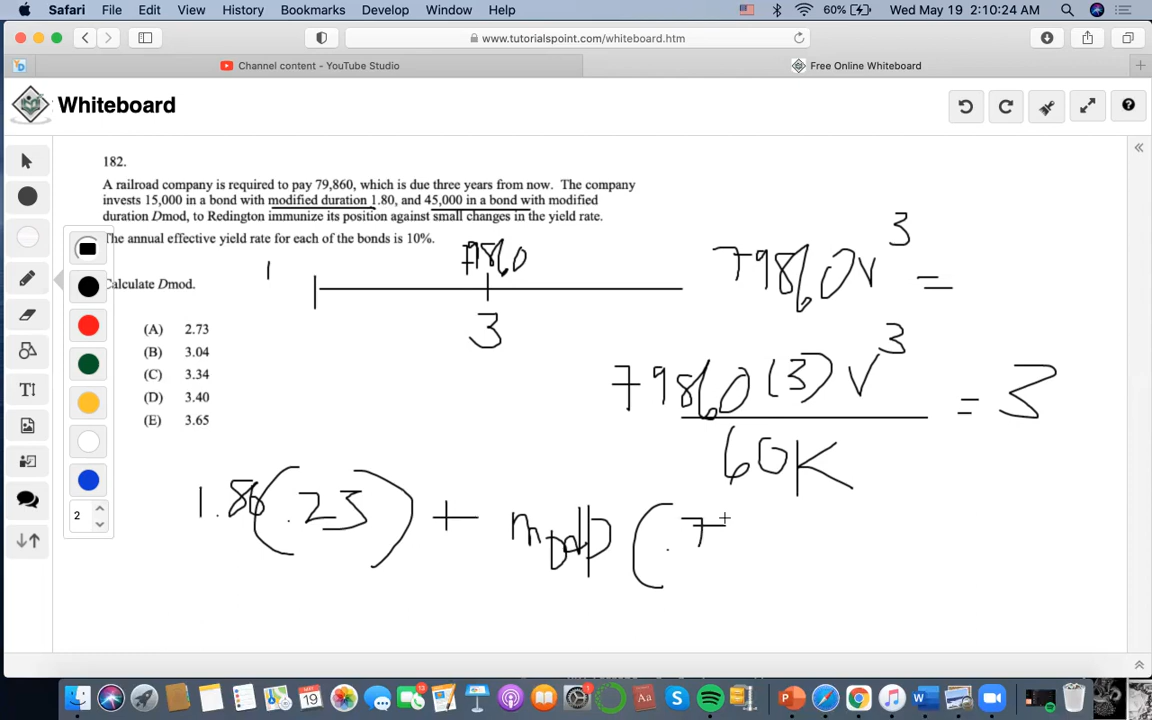 Safari File Edit View History Bookmarks Develop Window Help 60% Wed May 19 2:10:24 AM
www.tutorialspoint.com/whiteboard.htm
Channel content - YouTube Studio
Free Online Whiteboard
Whiteboard
182.
A railroad company is required to pay 79,860, which is due three years from now. The company
invests 15,000 in a bond with modified duration 1.80, and 45,000 in a bond with modified
duration Dmod, to Redington immunize its position against small changes in the yield rate.
The annual effective yield rate for each of the bonds is 10%.
Calculate Dmod.
(A) 2.73
(B) 3.04
(C) 3.34
(D) 3.40
(E) 3.65
79860
3
79860v^3 =
79860(3)v^3
60K
= 3
1.80(.25) + mDoD(.7
2